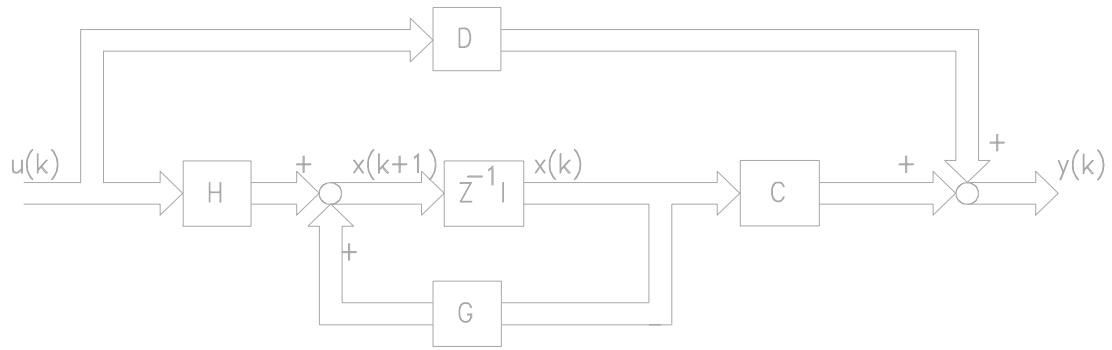 D
+
u(k)
H
+
x(k+1)
z⁻¹I
x(k)
C
+
y(k)
+
G